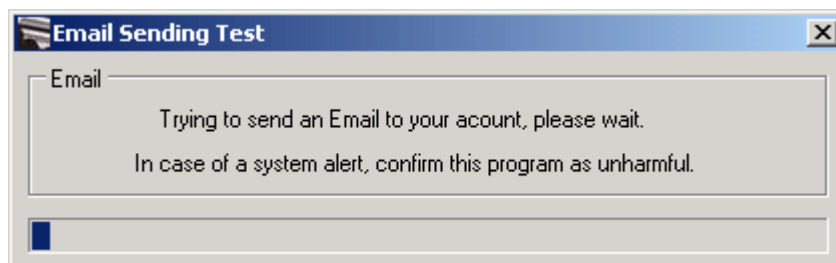 Email Sending Test
Email
Trying to send an Email to your acount, please wait.
In case of a system alert, confirm this program as unharmful.